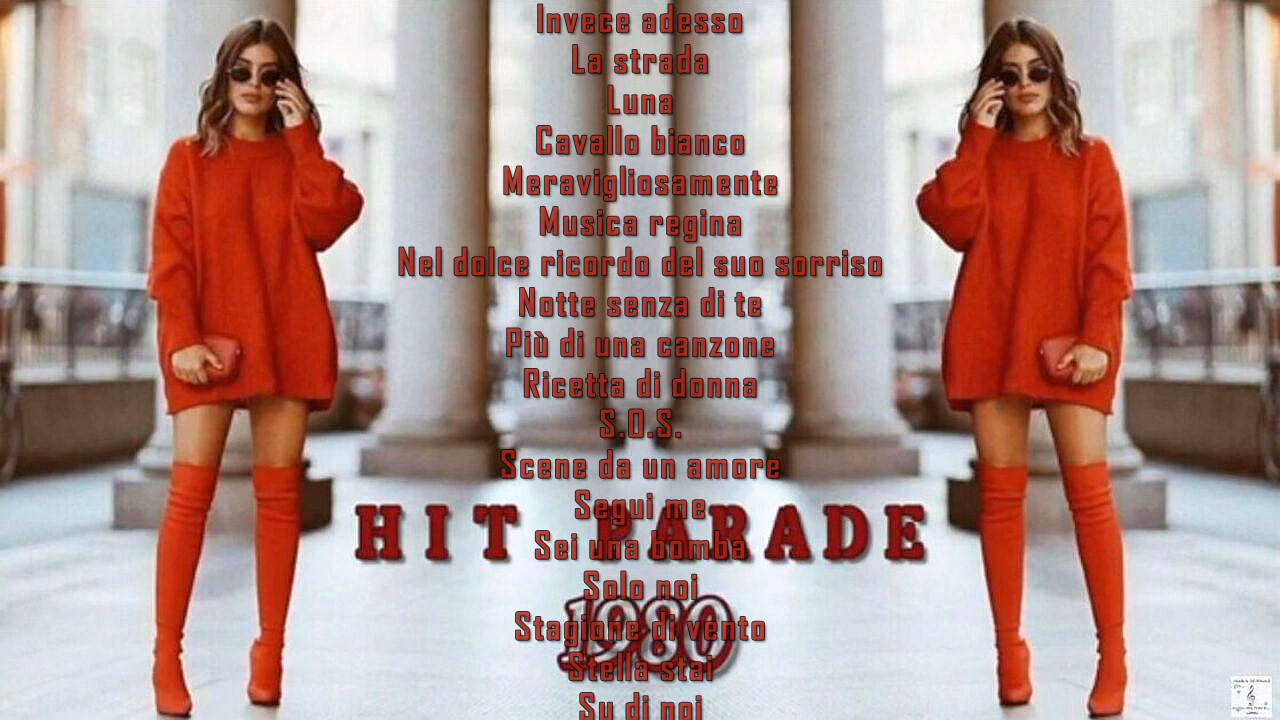 Invece adesso
La strada
Luna
Cavallo bianco
Meravigliosamente
Musica regina
Nel dolce ricordo del suo sorriso
Notte senza di te
Più di una canzone
Ricetta di donna
S.O.S.
Scene da un amore
Segui me
HIT PARADE
Sei una bomba
Solo noi
1980
Stagione di vento
Stella stai
Su di noi